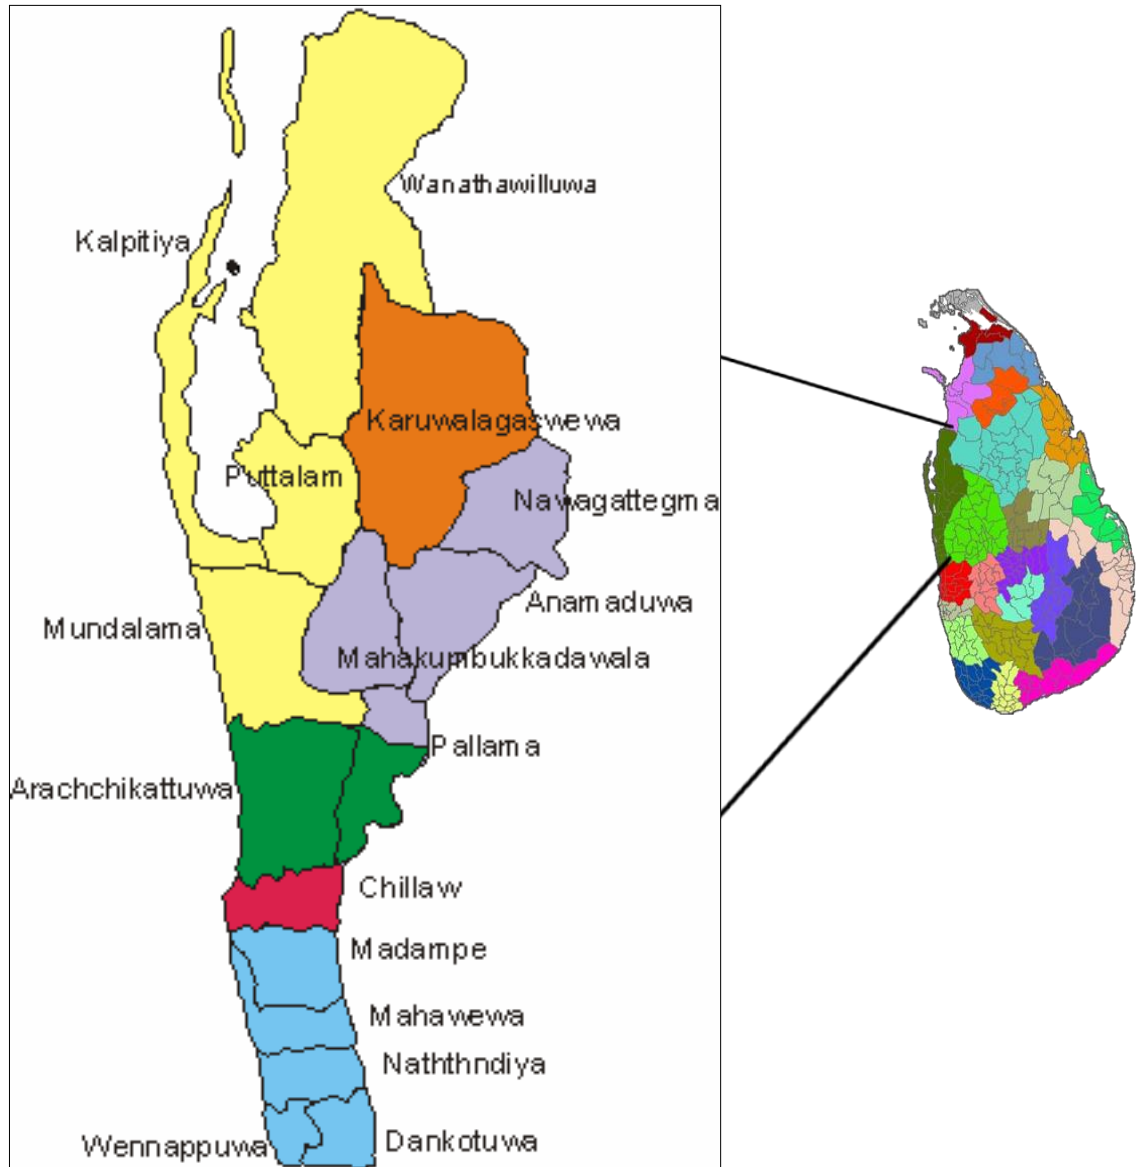 Wanathawilluwa
Kalpitiya
Karuwalagaswewa
Puttalam
Nawagattegma
Anamaduwa
Mundalama
Mahakumbukkadawala
Pallama
Arachchikattuwa
Chillaw
Madampe
Mahawewa
Naththndiya
Wennappuwa
Dankotuwa